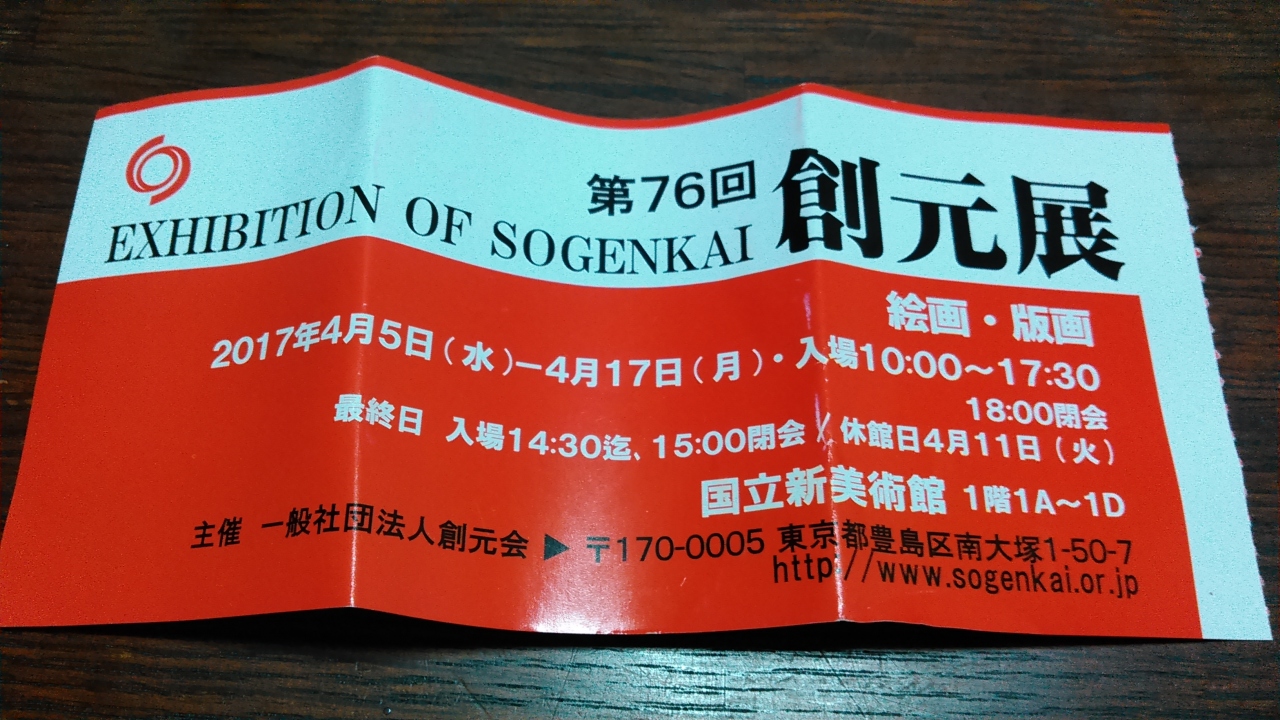 第76回 創元展
EXHIBITION OF SOGENKAI
絵画・版画
2017年4月5日(水)ー4月17日(月)・入場10:00〜17:30
18:00閉会
最終日 入場14:30迄、15:00閉会/休館日4月11日(火)
国立新美術館 1階1A〜1D
主催 一般社団法人創元会 ▶ 〒170-0005 東京都豊島区南大塚1-50-7
http://www.sogenkai.or.jp